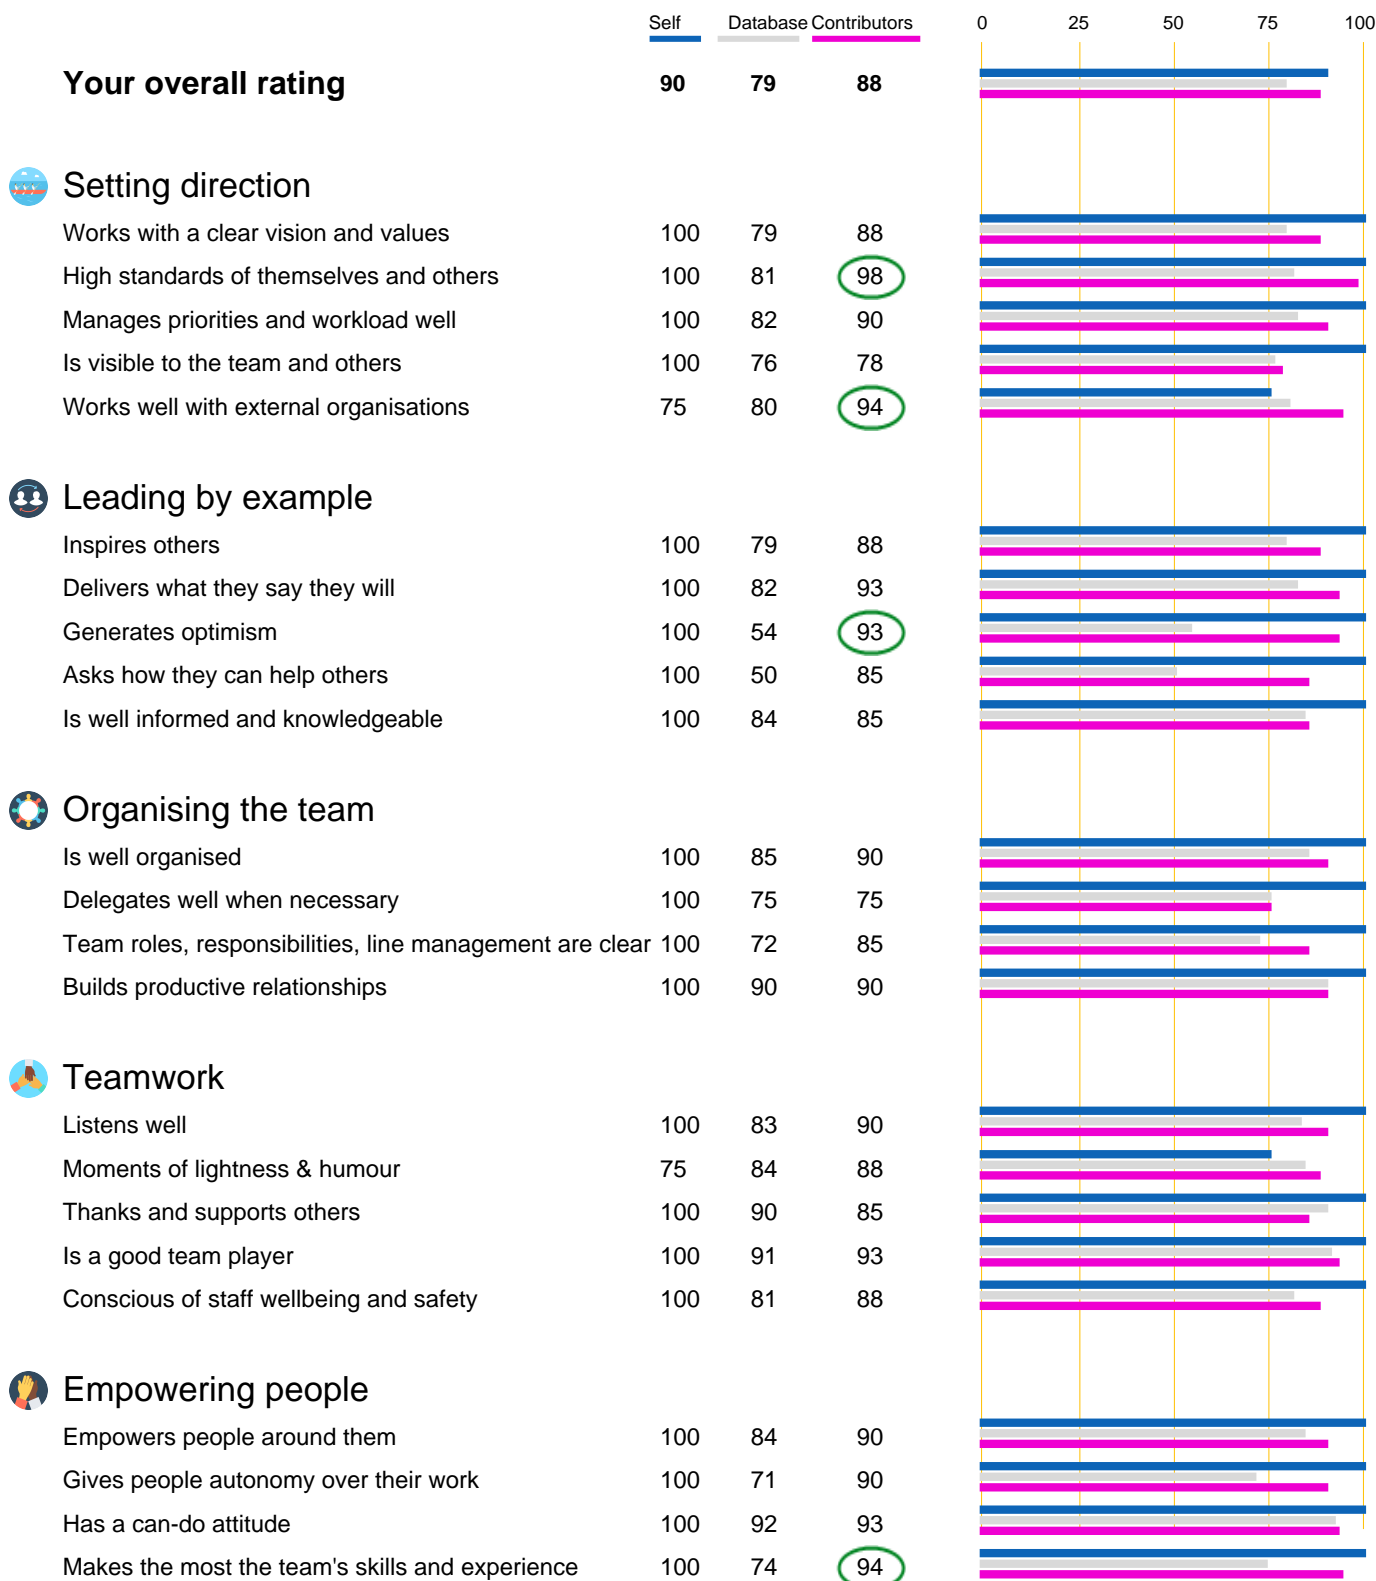 Self Database Contributors 0 25 50 75 100
Your overall rating 90 79 88
Setting direction
Works with a clear vision and values 100 79 88
High standards of themselves and others 100 81 98
Manages priorities and workload well 100 82 90
Is visible to the team and others 100 76 78
Works well with external organisations 75 80 94
Leading by example
Inspires others 100 79 88
Delivers what they say they will 100 82 93
Generates optimism 100 54 93
Asks how they can help others 100 50 85
Is well informed and knowledgeable 100 84 85
Organising the team
Is well organised 100 85 90
Delegates well when necessary 100 75 75
Team roles, responsibilities, line management are clear 100 72 85
Builds productive relationships 100 90 90
Teamwork
Listens well 100 83 90
Moments of lightness & humour 75 84 88
Thanks and supports others 100 90 85
Is a good team player 100 91 93
Conscious of staff wellbeing and safety 100 81 88
Empowering people
Empowers people around them 100 84 90
Gives people autonomy over their work 100 71 90
Has a can-do attitude 100 92 93
Makes the most the team's skills and experience 100 74 94